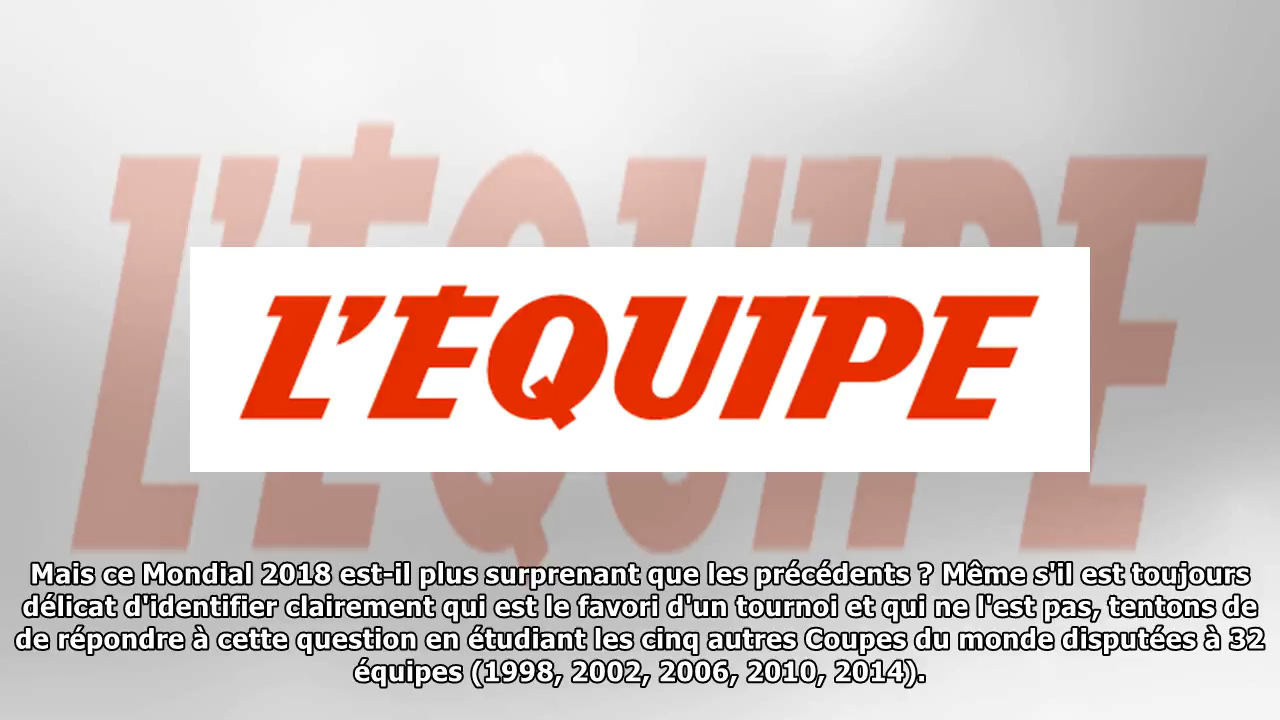 L'ÉQUIPE
L'ÉQUIPE
Mais ce Mondial 2018 est-il plus surprenant que les précédents ? Même s'il est toujours
délicat d'identifier clairement qui est le favori d'un tournoi et qui ne l'est pas, tentons de
de répondre à cette question en étudiant les cinq autres Coupes du monde disputées à 32
équipes (1998, 2002, 2006, 2010, 2014).